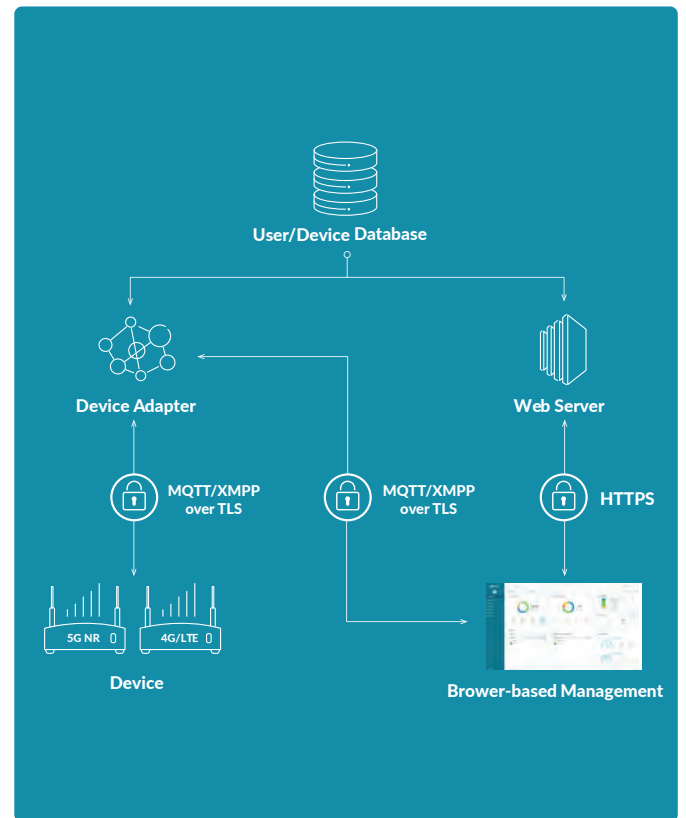 User/Device Database
Device Adapter
Web Server
MQTT/XMPP
over TLS
MQTT/XMPP
over TLS
HTTPS
5G NR
4G/LTE
Device
Brower-based Management